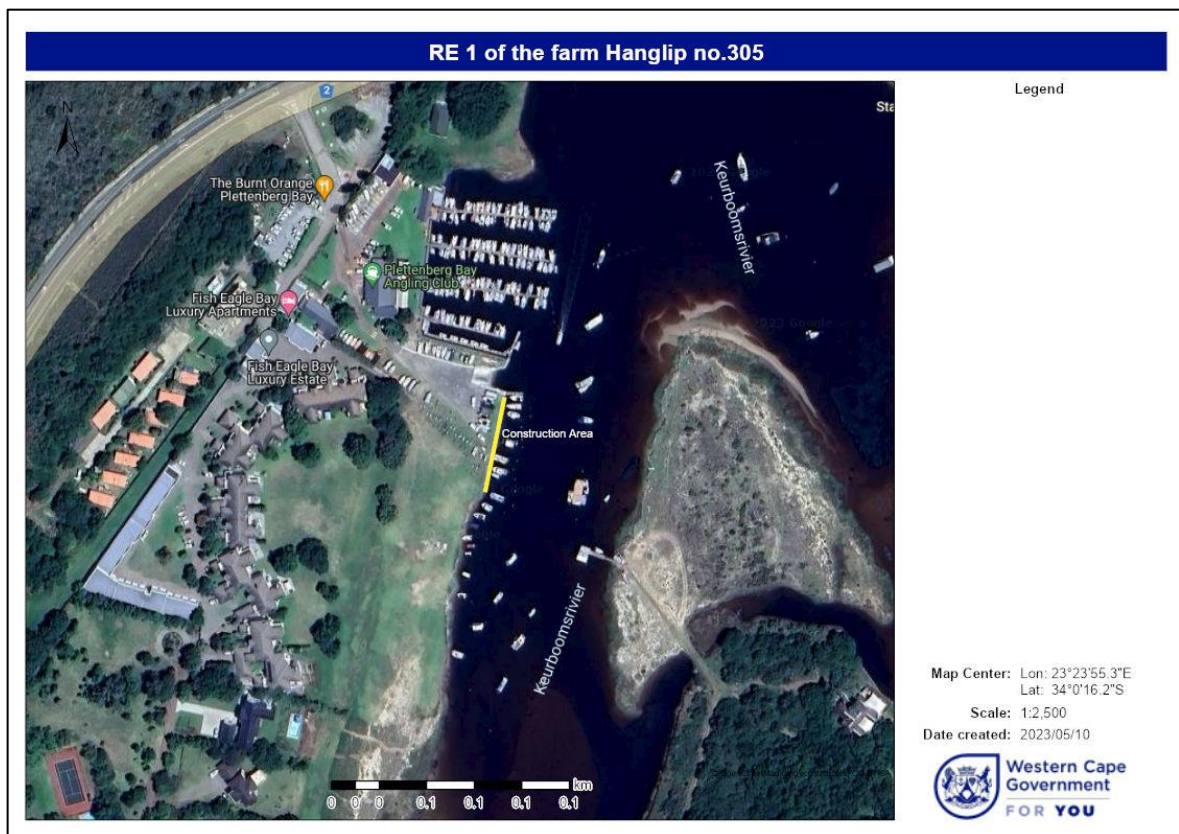 RE 1 of the farm Hanglip no.305
Legend
N
2
Sta
The Burnt Orange
Plettenberg Bay
Keurboomsrivier
Plettenberg Bay
Angling Club
Fish Eagle Bay
Luxury Apartments
2023 Google
Fish Eagle Bay
Luxury Estate
Construction Area
Google
Keurboomsrivier
Map Center: Lon: 23°23'55.3"E
Lat: 34°0'16.2"S
Scale: 1:2,500
Date created: 2023/05/10
km
0 0 0 0.1 0.1 0.1
Western Cape
Government
FOR YOU